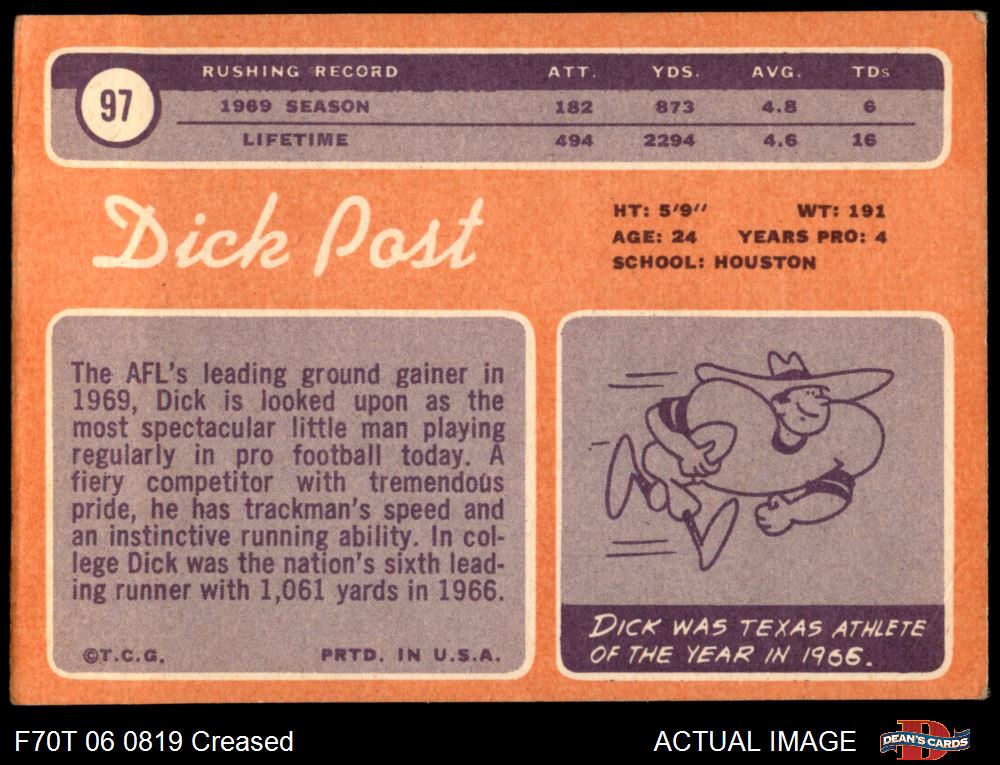 97
RUSHING RECORD ATT. YDS. AVG. TDs
1969 SEASON 182 873 4.8 6
LIFETIME 494 2294 4.6 16
Dick Post
HT: 5'9" WT: 191
AGE: 24 YEARS PRO: 4
SCHOOL: HOUSTON
The AFL's leading ground gainer in
1969, Dick is looked upon as the
most spectacular little man playing
regularly in pro football today. A
fiery competitor with tremendous
pride, he has trackman's speed and
an instinctive running ability. In col-
lege Dick was the nation's sixth lead-
ing runner with 1,061 yards in 1966.
©T.C.G. PRTD. IN U.S.A.
DICK WAS TEXAS ATHLETE
OF THE YEAR IN 1966.
F70T 06 0819 Creased
ACTUAL IMAGE
D
DEAN'S CARDS